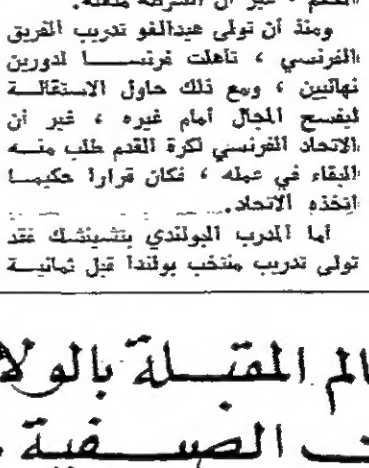 ومنذ أن تولى هيدالغو تدريب الفريق
الفرنسي ، تأهلت فرنسا لدورين
نهائيين ، ومع ذلك حاول الاستقالة
ليفسح المجال أمام غيره ، غير أن
الاتحاد الفرنسي لكرة القدم طلب منه
البقاء في عمله ، فكان قرارا حكيما
اتخذه الاتحاد.
أما المدرب البولندي بتشينشك فقد
تولى تدريب منتخب بولندا قبل ثمانية
المقبلة
الصيفية